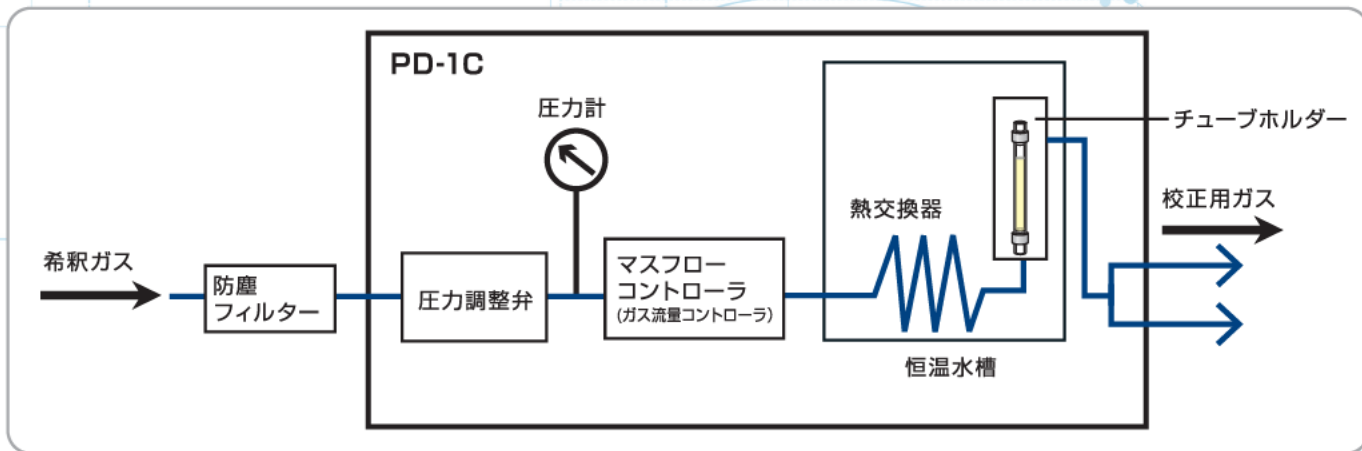 PD-1C
圧力計
チューブホルダー
熱交換器
校正用ガス
希釈ガス
防塵
フィルター
圧力調整弁
マスフロー
コントローラ
(ガス流量コントローラ)
恒温水槽